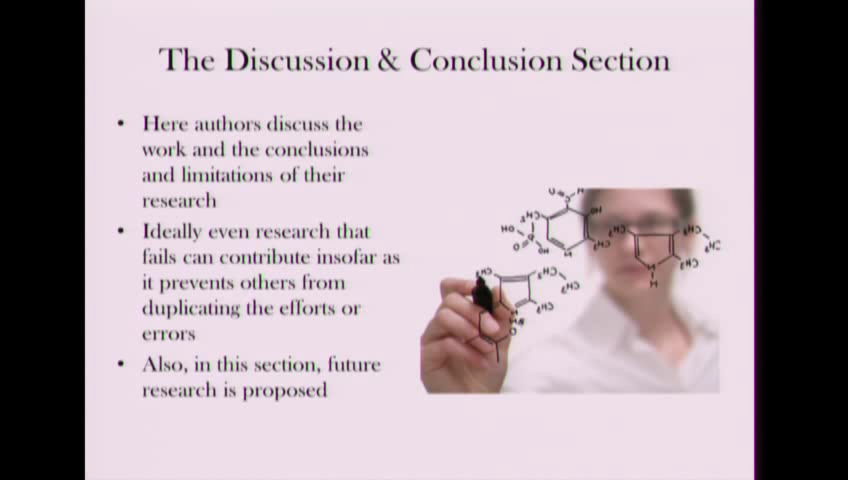 The Discussion & Conclusion Section
• Here authors discuss the
work and the conclusions
and limitations of their
research
• Ideally even research that
fails can contribute insofar as
it prevents others from
duplicating the efforts or
errors
• Also, in this section, future
research is proposed
HO
OH